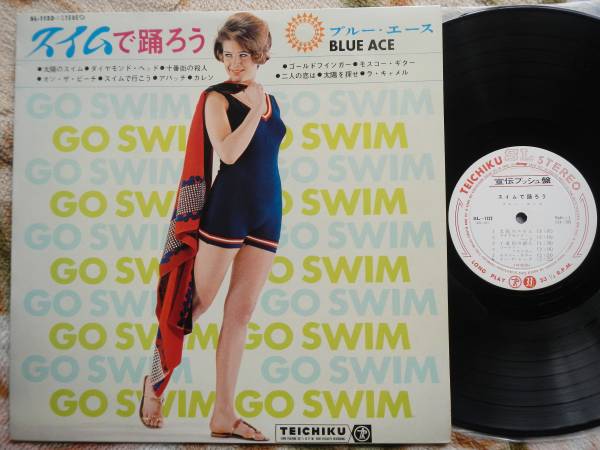 SL-1133 STEREO
スイムで踊ろう
ブルー・エース
BLUE ACE
●太陽のスイム●ダイヤモンド・ヘッド●十番街の殺人
●オン・ザ・ビーチ●スイムで行こう●アパッチ●カレン
●ゴールドフィンガー●モスコー・ギター
●二人の恋は●太陽を探せ●ラ・キャメル
GO SWIM
GO SWIM GO SWIM
GO SWIM
GO SWIM
GO SWIM
GO SWIM
GO SWIM
GO SWIM
GO SWIM
GO SWIM GO SWIM
GO SWIM GO SWIM
TEICHIKU
TEICHIKU SL STEREO
宣伝プッシュ盤
スイムで踊ろう
LONG PLAY
33 1/3 R.P.M.